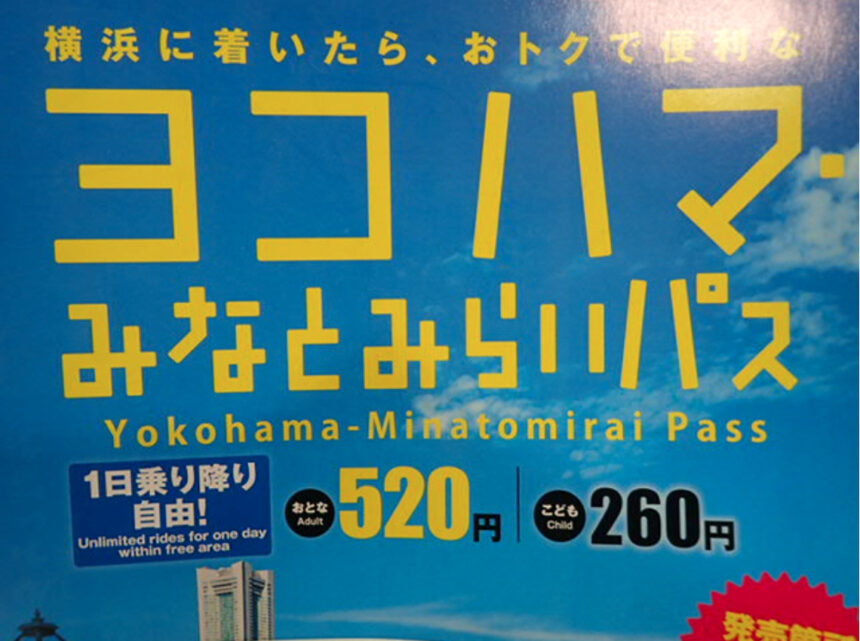 横浜に着いたら、おトクで便利な
ヨコハマ・
みなとみらいパス
Yokohama-Minatomirai Pass
1日乗り降り
自由!
Unlimited rides for one day
within free area
おとな
Adult
520円
こども
Child
260円